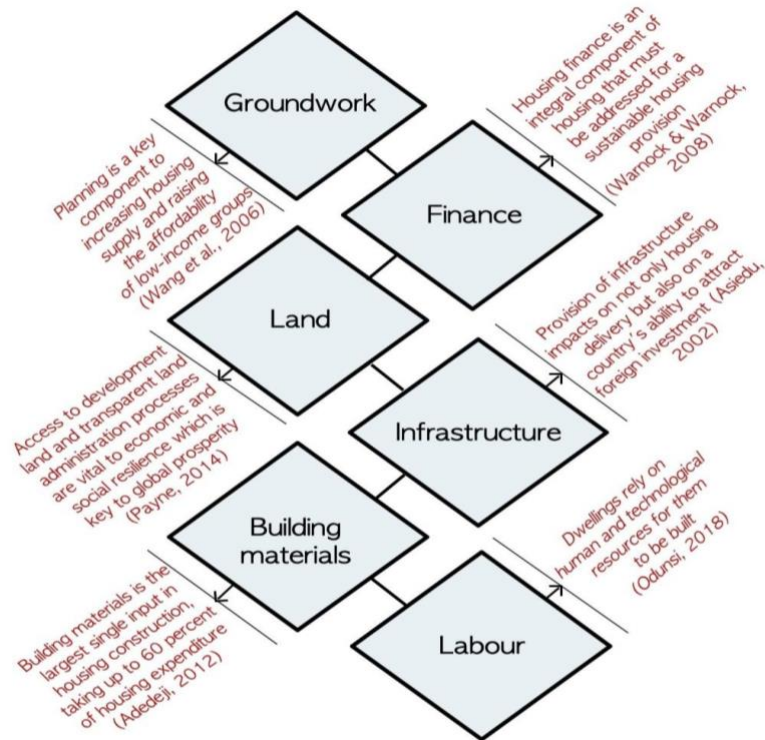 Groundwork
Planning is a key
component to
increasing housing
supply and raising
the affordability
of low-income groups
(Wang et al., 2006)
Housing finance is an
integral component of
housing that must
be addressed for a
sustainable housing
provision
(Warnock & Warnock,
2008)
Finance
Land
Access to development
land and transparent land
administration processes
are vital to economic and
social resilience which is
key to global prosperity
(Payne, 2014)
Provision of infrastructure
impacts on not only housing
delivery but also on a
country's ability to attract
foreign investment (Asiedu,
2002)
Infrastructure
Building
materials
Building materials is the
largest single input in
housing construction,
taking up to 60 percent
of housing expenditure
(Adedeji, 2012)
Dwellings rely on
human and technological
resources for them
to be built
(Odunsi, 2018)
Labour